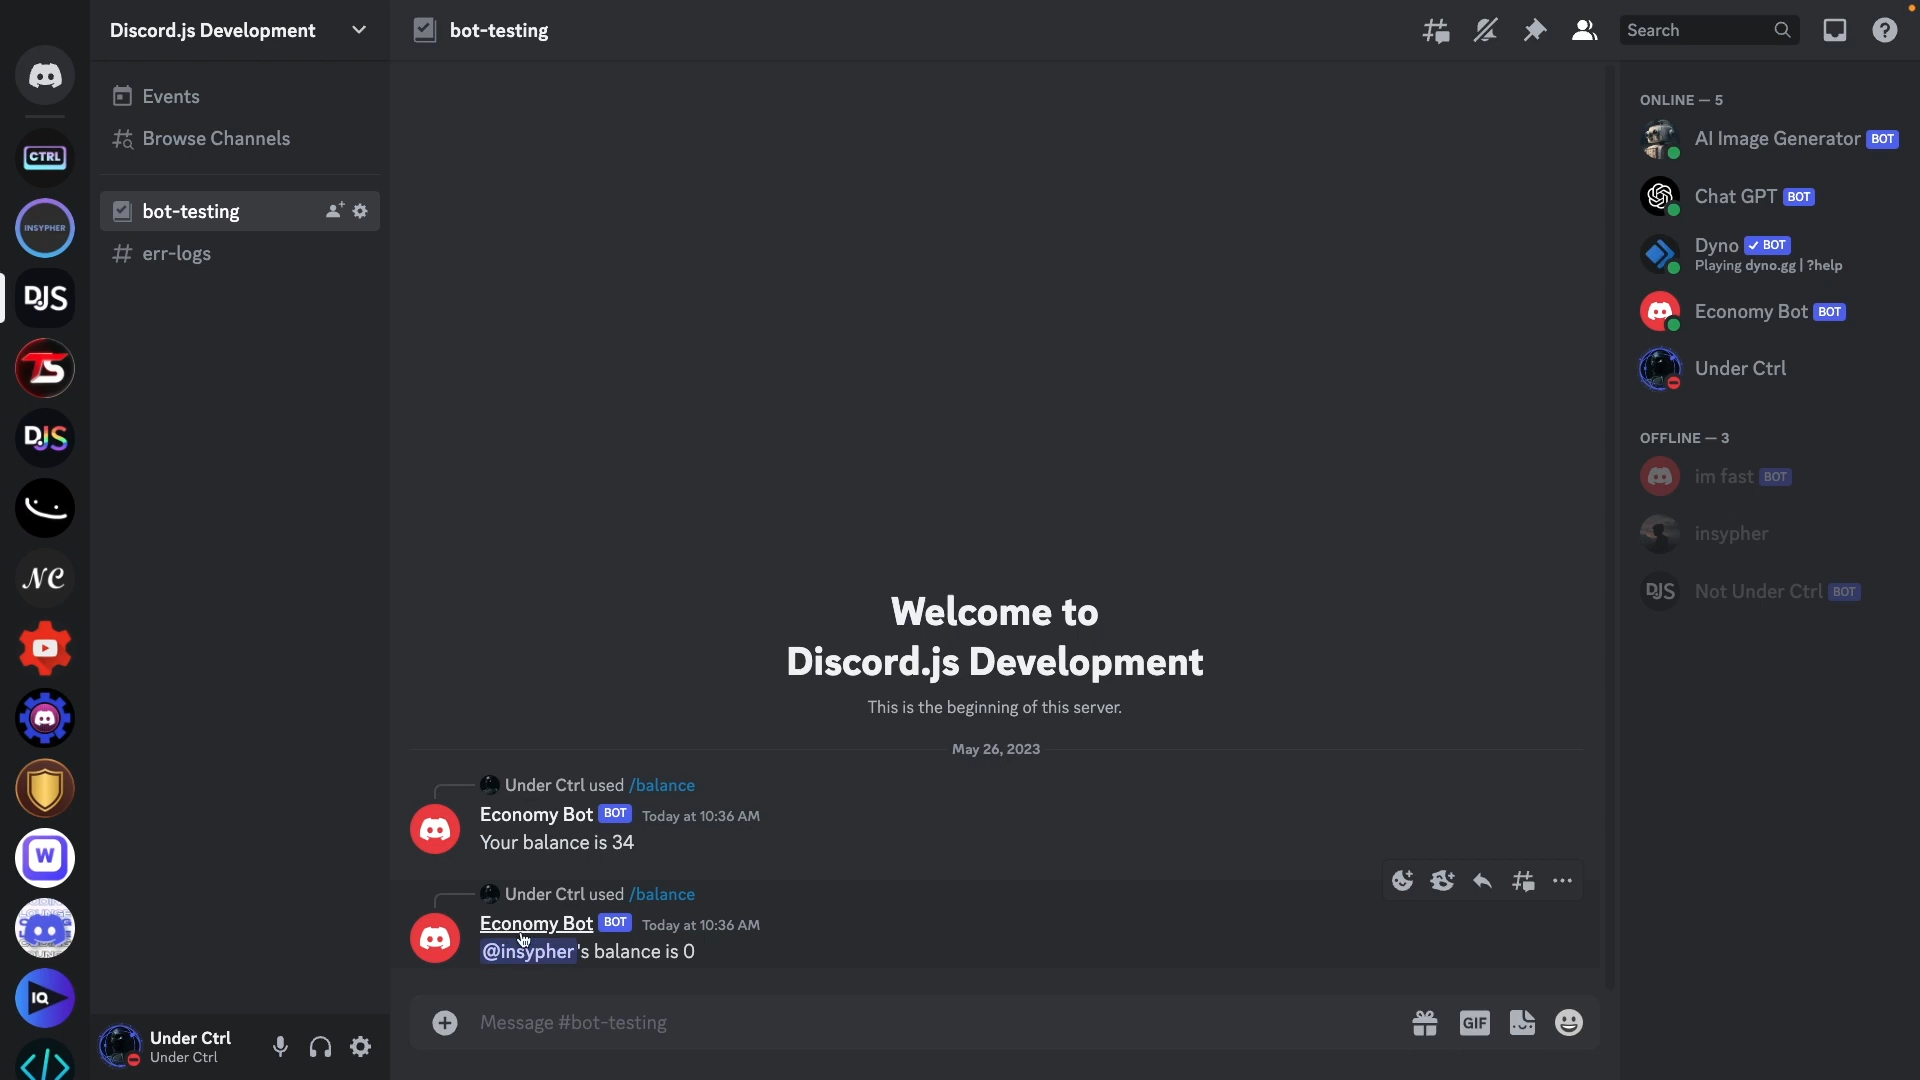 Discord.js Development
bot-testing
Search
Events
Browse Channels
bot-testing
err-logs
CTRL
INSYPHER
DJS
TS
DJS
NC
W
IQ
Welcome to
Discord.js Development
This is the beginning of this server.
May 26, 2023
Under Ctrl used /balance
Economy Bot BOT Today at 10:36 AM
Your balance is 34
Under Ctrl used /balance
Economy Bot BOT Today at 10:36 AM
@insypher's balance is 0
Message #bot-testing
GIF
Under Ctrl
Under Ctrl
ONLINE — 5
AI Image Generator BOT
Chat GPT BOT
Dyno ✓ BOT
Playing dyno.gg | ?help
Economy Bot BOT
Under Ctrl
OFFLINE — 3
im fast BOT
insypher
DJS Not Under Ctrl BOT